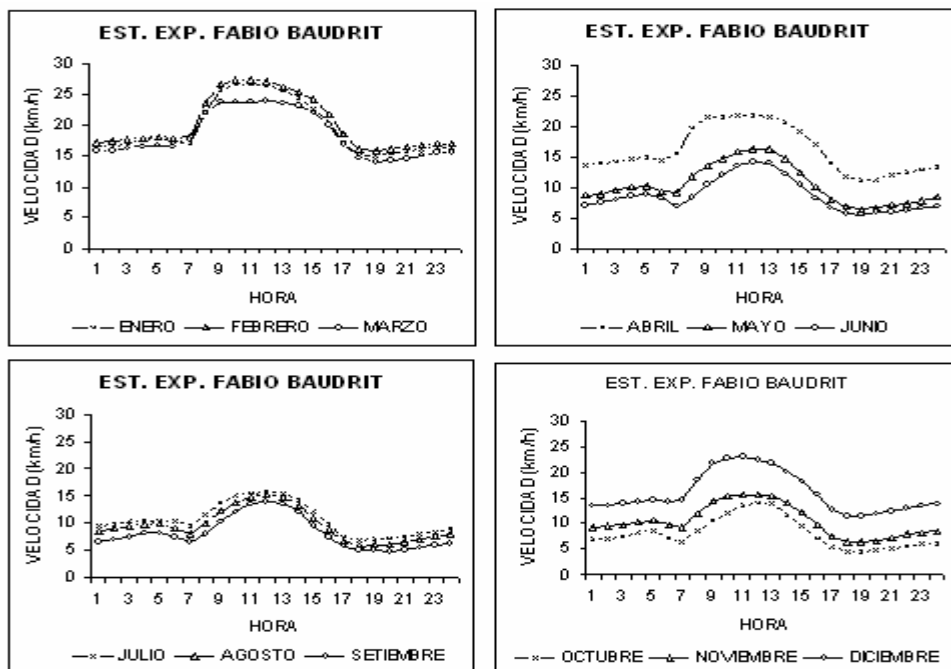 EST. EXP. FABIO BAUDRIT
VELOCIDAD (km/h)
30
25
20
15
10
5
0
1 3 5 7 9 11 13 15 17 19 21 23
HORA
ENERO FEBRERO MARZO
EST. EXP. FABIO BAUDRIT
VELOCIDAD (km/h)
30
25
20
15
10
5
0
1 3 5 7 9 11 13 15 17 19 21 23
HORA
ABRIL MAYO JUNIO
EST. EXP. FABIO BAUDRIT
VELOCIDAD (km/h)
30
25
20
15
10
5
0
1 3 5 7 9 11 13 15 17 19 21 23
HORA
JULIO AGOSTO SETIEMBRE
EST. EXP. FABIO BAUDRIT
VELOCIDAD (km/h)
30
25
20
15
10
5
0
1 3 5 7 9 11 13 15 17 19 21 23
HORA
OCTUBRE NOVIEMBRE DICIEMBRE